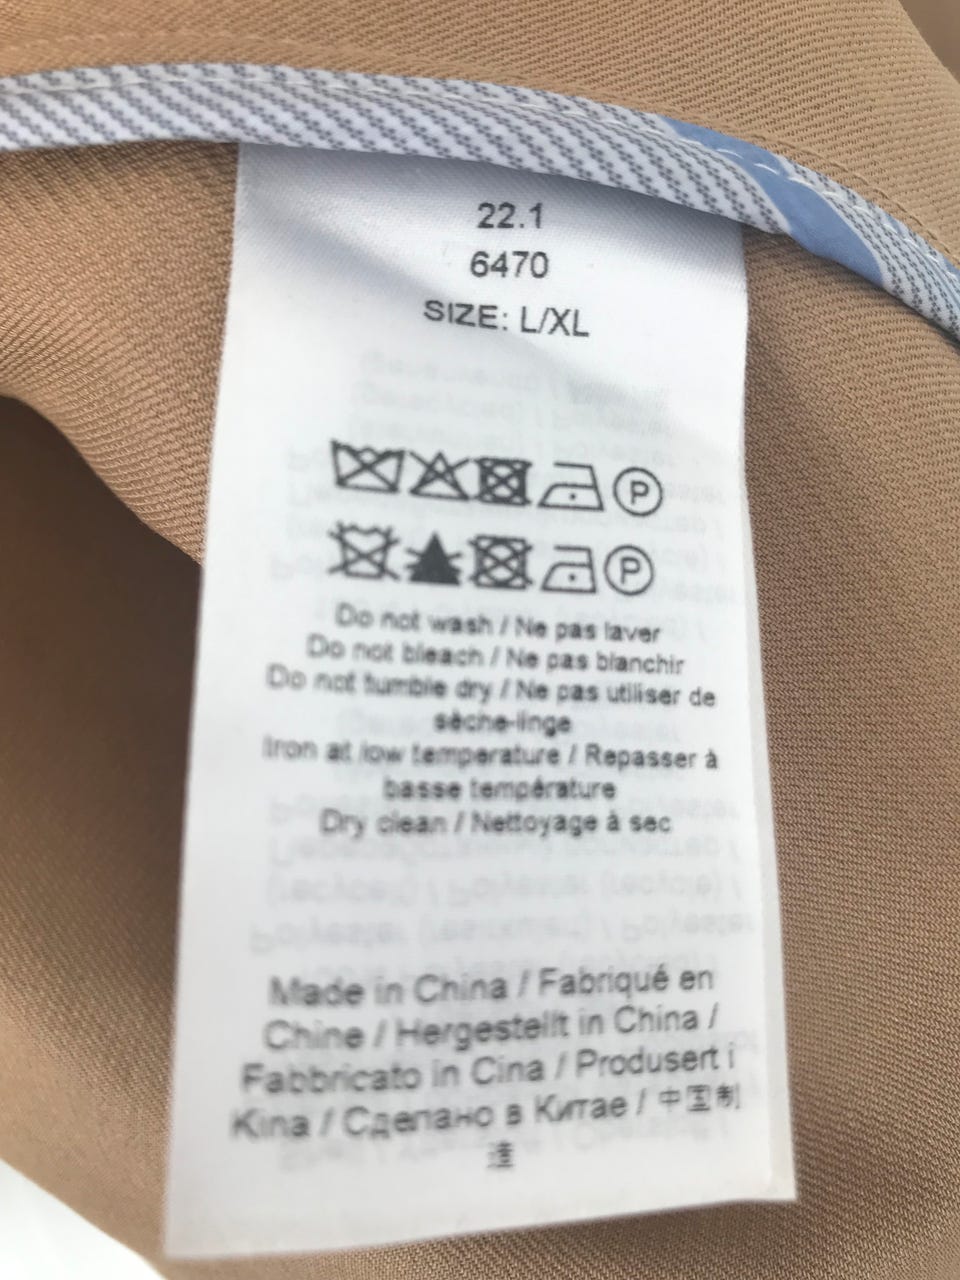 22.1
6470
SIZE: L/XL
P
P
Do not wash / Ne pas laver
Do not bleach / Ne pas blanchir
Do not tumble dry / Ne pas utiliser de
sèche-linge
Iron at low temperature / Repasser à
basse température
Dry clean / Nettoyage à sec
Made in China / Fabriqué en
Chine / Hergestellt in China /
Fabbricato in Cina / Produsert i
Kina / Сделано в Китае / 中国制
造